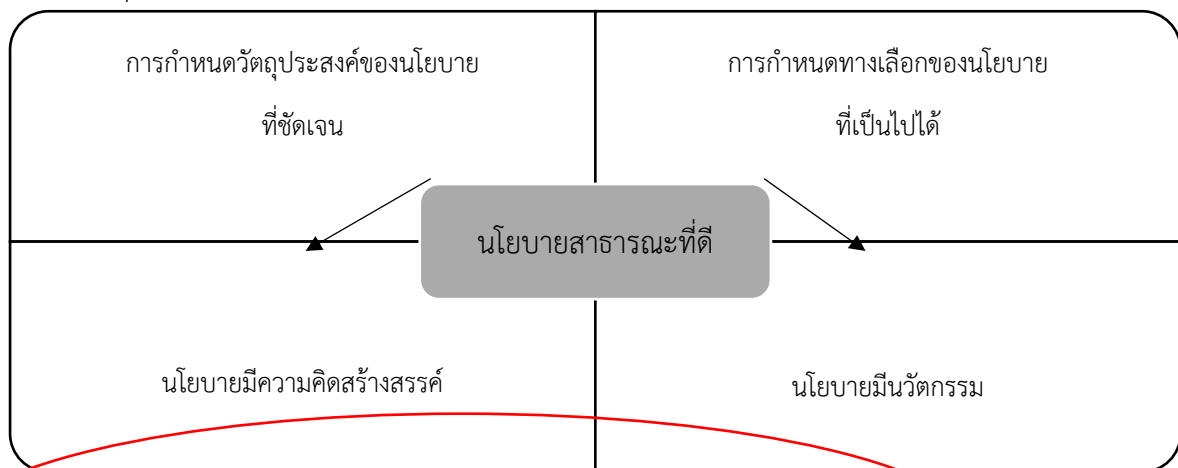 การกำหนดวัตถุประสงค์ของนโยบาย
ที่ชัดเจน
การกำหนดทางเลือกของนโยบาย
ที่เป็นไปได้
นโยบายสาธารณะที่ดี
นโยบายมีความคิดสร้างสรรค์
นโยบายมีนวัตกรรม